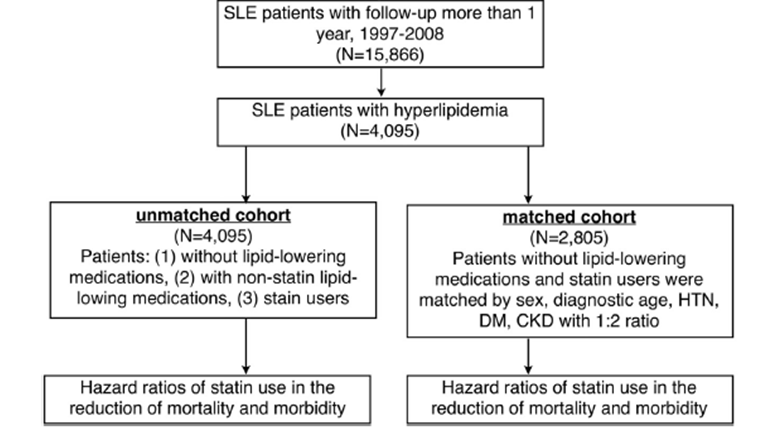 SLE patients with follow-up more than 1
year, 1997-2008
(N=15,866)
SLE patients with hyperlipidemia
(N=4,095)
unmatched cohort
(N=4,095)
Patients: (1) without lipid-lowering
medications, (2) with non-statin lipid-
lowing medications, (3) stain users
matched cohort
(N=2,805)
Patients without lipid-lowering
medications and statin users were
matched by sex, diagnostic age, HTN,
DM, CKD with 1:2 ratio
Hazard ratios of statin use in the
reduction of mortality and morbidity
Hazard ratios of statin use in the
reduction of mortality and morbidity